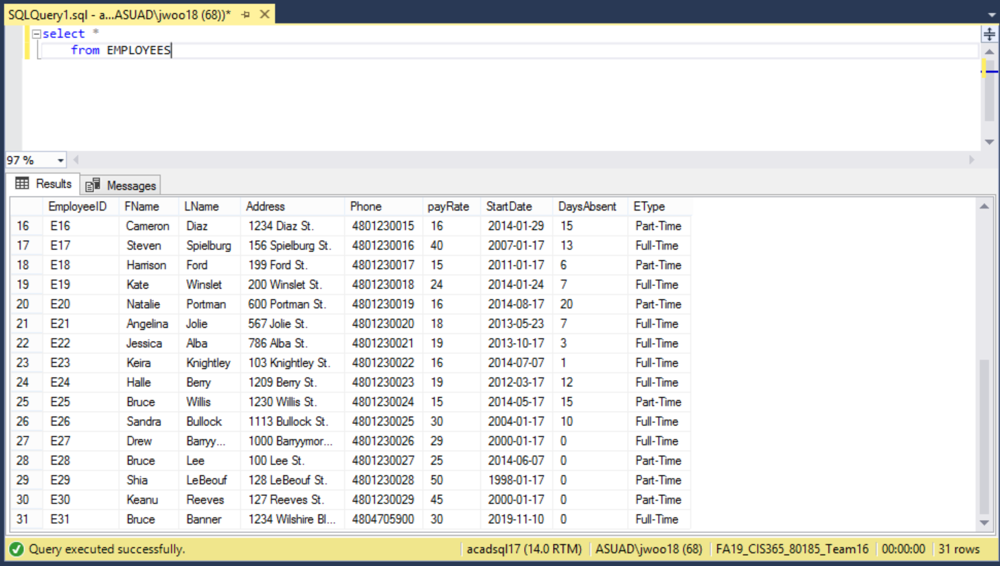 SQLQuery1.sql - a...ASUAD\jwoo18 (68))*
select *
from EMPLOYEES
97 %
Results Messages
EmployeeID FName LName Address Phone payRate StartDate DaysAbsent EType
16 E16 Cameron Diaz 1234 Diaz St. 4801230015 16 2014-01-29 15 Part-Time
17 E17 Steven Spielburg 156 Spielburg St. 4801230016 40 2007-01-17 13 Full-Time
18 E18 Harrison Ford 199 Ford St. 4801230017 15 2011-01-17 6 Part-Time
19 E19 Kate Winslet 200 Winslet St. 4801230018 24 2014-01-24 7 Full-Time
20 E20 Natalie Portman 600 Portman St. 4801230019 16 2014-08-17 20 Part-Time
21 E21 Angelina Jolie 567 Jolie St. 4801230020 18 2013-05-23 7 Full-Time
22 E22 Jessica Alba 786 Alba St. 4801230021 19 2013-10-17 3 Full-Time
23 E23 Keira Knightley 103 Knightley St. 4801230022 16 2014-07-07 1 Full-Time
24 E24 Halle Berry 1209 Berry St. 4801230023 19 2012-03-17 12 Full-Time
25 E25 Bruce Willis 1230 Willis St. 4801230024 15 2014-05-17 15 Part-Time
26 E26 Sandra Bullock 1113 Bullock St. 4801230025 30 2004-01-17 10 Full-Time
27 E27 Drew Barryy... 1000 Barryymor... 4801230026 29 2000-01-17 0 Full-Time
28 E28 Bruce Lee 100 Lee St. 4801230027 25 2014-06-07 0 Part-Time
29 E29 Shia LeBeouf 128 LeBeouf St. 4801230028 50 1998-01-17 0 Part-Time
30 E30 Keanu Reeves 127 Reeves St. 4801230029 45 2000-01-17 0 Part-Time
31 E31 Bruce Banner 1234 Wilshire Bl... 4804705900 30 2019-11-10 0 Full-Time
Query executed successfully. acadsql17 (14.0 RTM) ASUAD\jwoo18 (68) FA19_CIS365_80185_Team16 00:00:00 31 rows